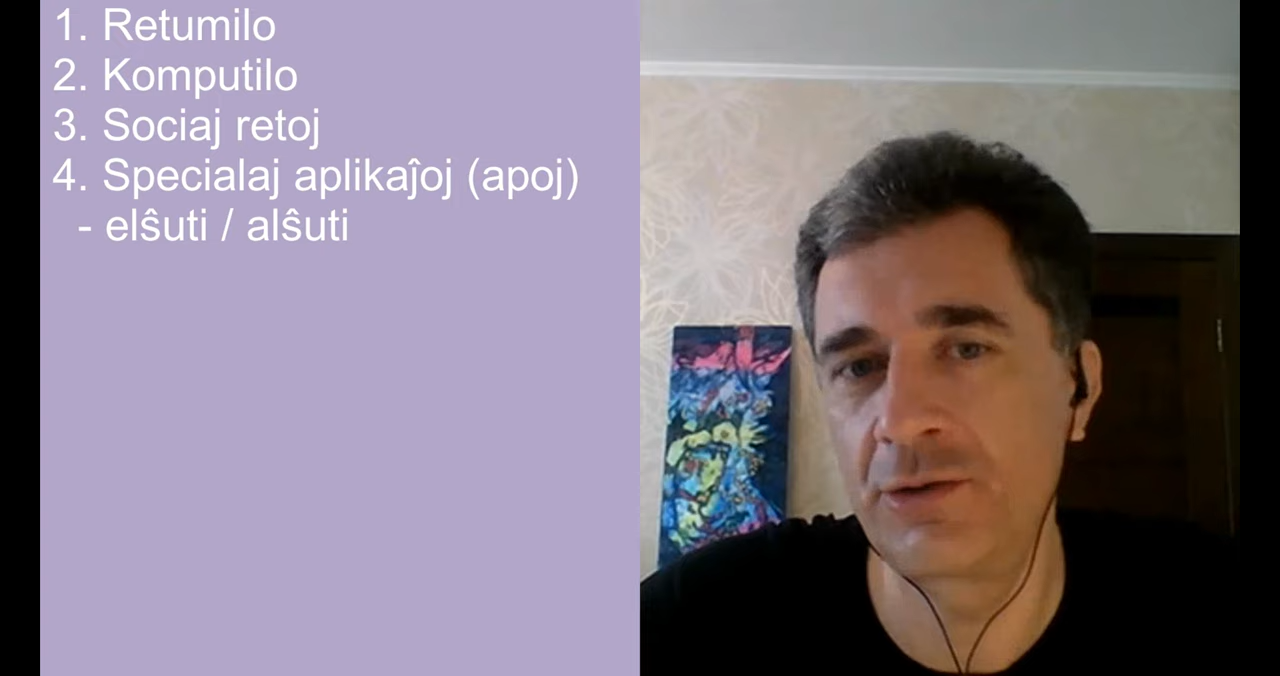 1. Retumilo
2. Komputilo
3. Sociaj retoj
4. Specialaj aplikaĵoj (apoj)
- elŝuti / alŝuti